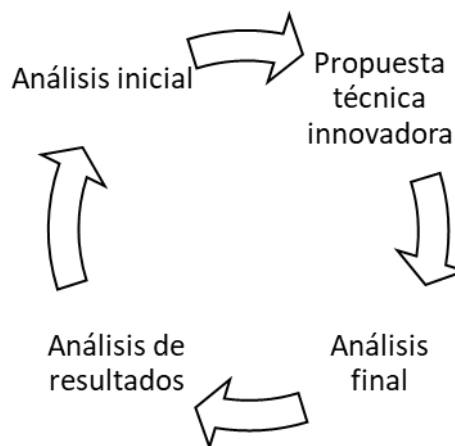 Análisis inicial
Propuesta
técnica
innovadora
Análisis
final
Análisis de
resultados